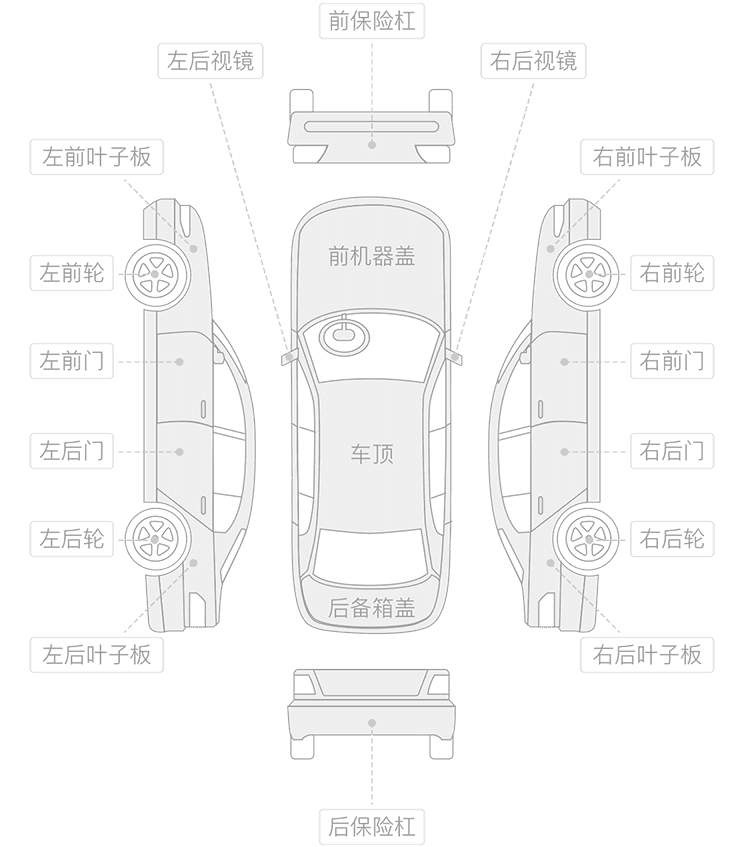 前保险杠
左后视镜
右后视镜
左前叶子板
右前叶子板
前机器盖
左前轮
右前轮
左前门
右前门
左后门
车顶
右后门
左后轮
右后轮
后备箱盖
左后叶子板
右后叶子板
后保险杠